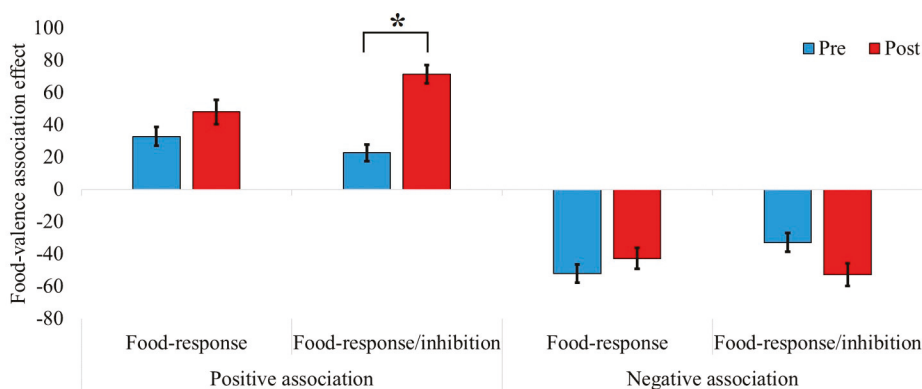 Food-valence association effect
100
80
60
40
20
0
-20
-40
-60
-80
*
Pre Post
Food-response Food-response/inhibition Food-response Food-response/inhibition
Positive association Negative association